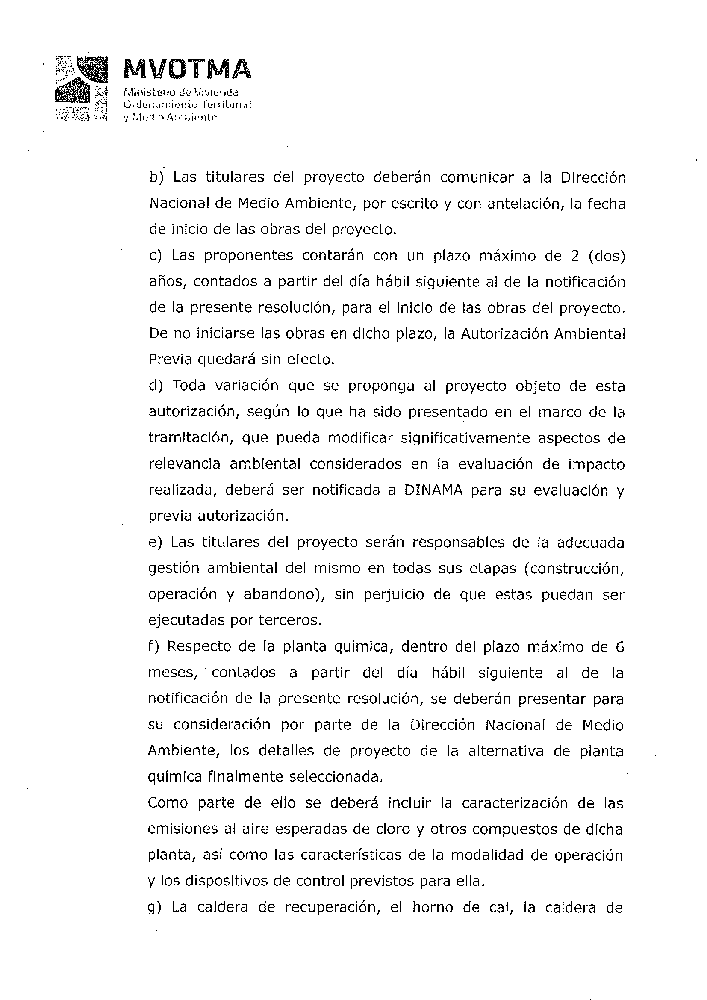 MVOTMA
Ministerio de Vivienda
Ordenamiento Territorial
y Medio Ambiente
b) Las titulares del proyecto deberán comunicar a la Dirección
Nacional de Medio Ambiente, por escrito y con antelación, la fecha
de inicio de las obras del proyecto.
c) Las proponentes contarán con un plazo máximo de 2 (dos)
años, contados a partir del día hábil siguiente al de la notificación
de la presente resolución, para el inicio de las obras del proyecto.
De no iniciarse las obras en dicho plazo, la Autorización Ambiental
Previa quedará sin efecto.
d) Toda variación que se proponga al proyecto objeto de esta
autorización, según lo que ha sido presentado en el marco de la
tramitación, que pueda modificar significativamente aspectos de
relevancia ambiental considerados en la evaluación de impacto
realizada, deberá ser notificada a DINAMA para su evaluación y
previa autorización.
e) Las titulares del proyecto serán responsables de la adecuada
gestión ambiental del mismo en todas sus etapas (construcción,
operación y abandono), sin perjuicio de que estas puedan ser
ejecutadas por terceros.
f) Respecto de la planta química, dentro del plazo máximo de 6
meses, contados a partir del día hábil siguiente al de la
notificación de la presente resolución, se deberán presentar para
su consideración por parte de la Dirección Nacional de Medio
Ambiente, los detalles de proyecto de la alternativa de planta
química finalmente seleccionada.
Como parte de ello se deberá incluir la caracterización de las
emisiones al aire esperadas de cloro y otros compuestos de dicha
planta, así como las características de la modalidad de operación
y los dispositivos de control previstos para ella.
g) La caldera de recuperación, el horno de cal, la caldera de